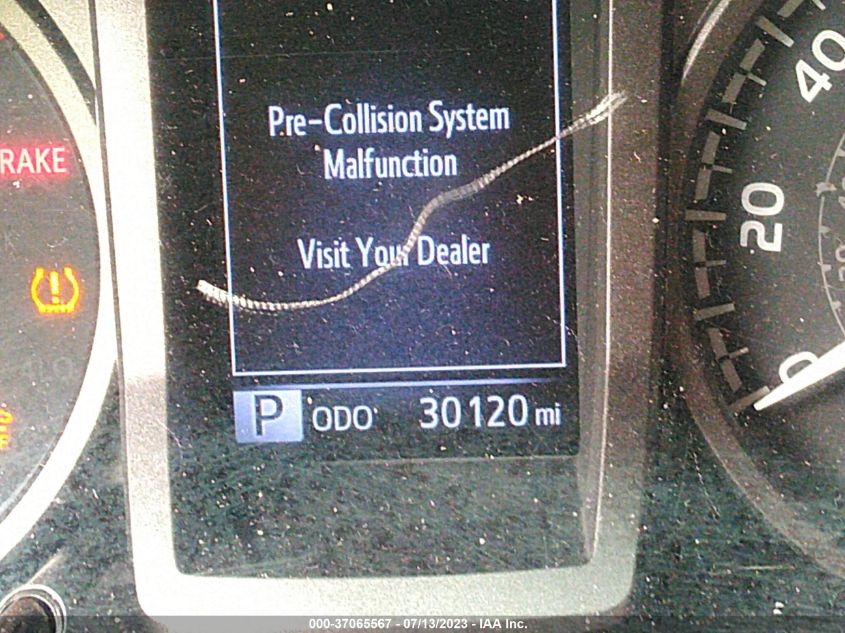 Pre-Collision System
Malfunction
Visit Your Dealer
P ODO 30120 mi
RAKE
40
20
0
000-37065567 - 07/13/2023 - IAA Inc.